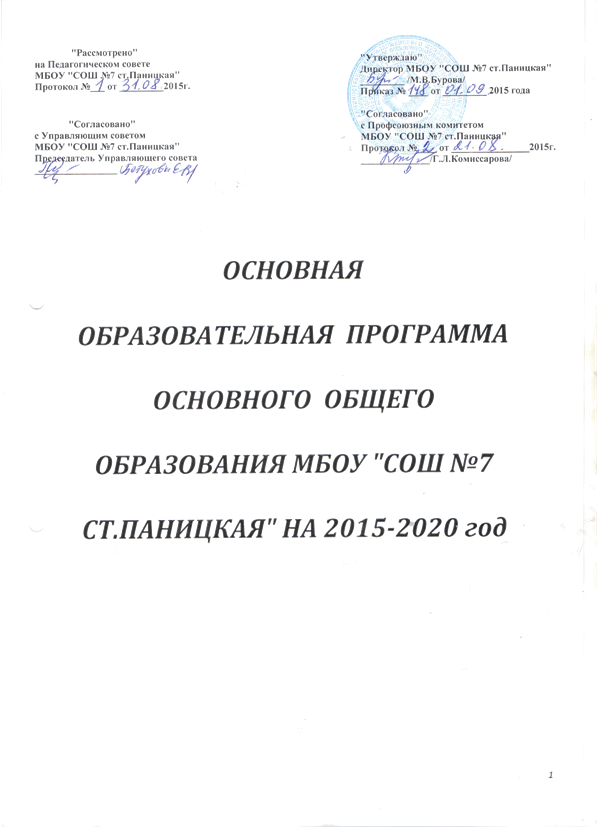 "Рассмотрено"
на Педагогическом совете
МБОУ "СОШ №7 ст.Паницкая"
Протокол № 1 от 31.08 2015г.
"Утверждаю"
Директор МБОУ "СОШ №7 ст.Паницкая"
/М.В.Бурова/
Приказ № 148 от 01.09 2015 года
"Согласовано"
с Управляющим советом
МБОУ "СОШ №7 ст.Паницкая"
Председатель Управляющего совета
"Согласовано"
с Профсоюзным комитетом
МБОУ "СОШ №7 ст.Паницкая"
Протокол № 2 от 21.08. 2015г.
/Г.Л.Комиссарова/
ОСНОВНАЯ
ОБРАЗОВАТЕЛЬНАЯ ПРОГРАММА
ОСНОВНОГО ОБЩЕГО
ОБРАЗОВАНИЯ МБОУ "СОШ №7
СТ.ПАНИЦКАЯ" НА 2015-2020 год
1